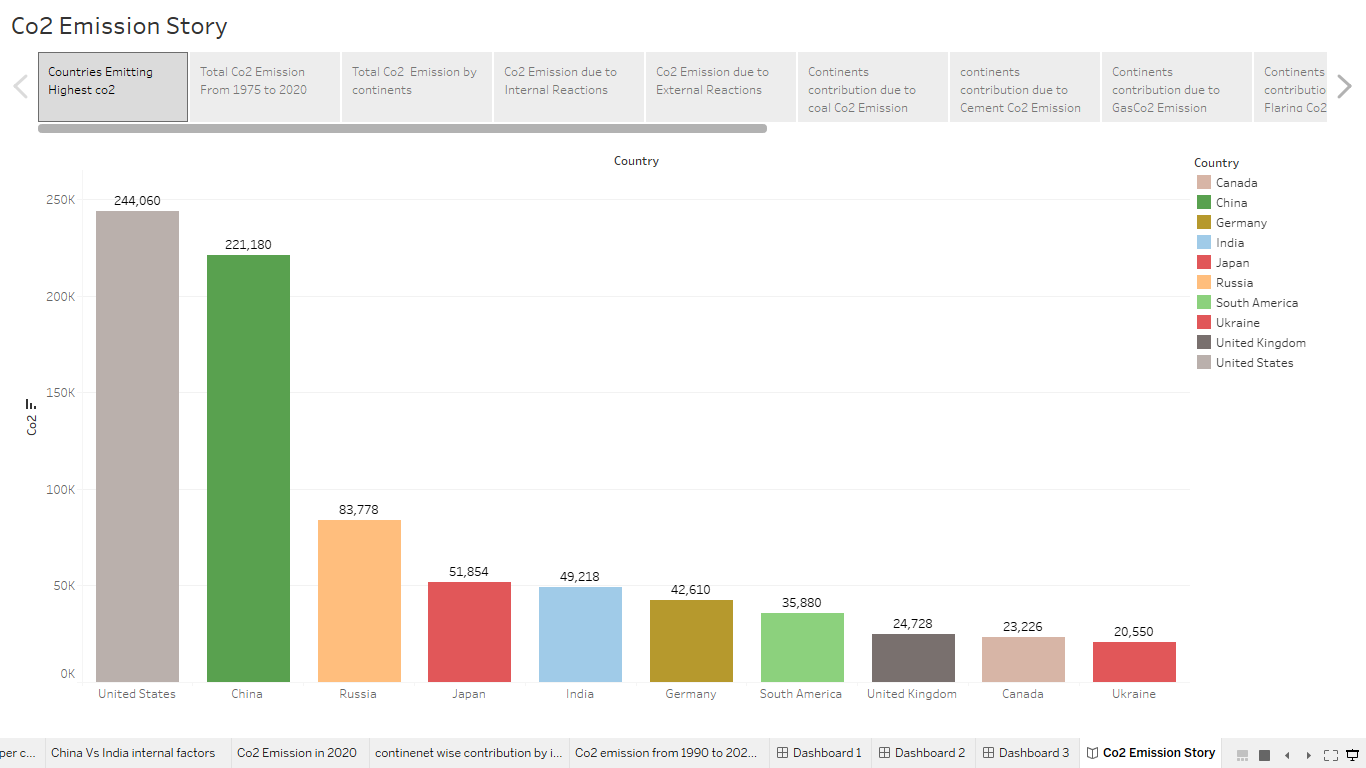 Co2 Emission Story
Countries Emitting
Highest co2
Total Co2 Emission
From 1975 to 2020
Total Co2  Emission by
continents
Co2 Emission due to
Internal Reactions
Co2 Emission due to
External Reactions
Continents
contribution due to
coal Co2 Emission
continents
contribution due to
Cement Co2 Emission
Continents
contribution due to
GasCo2 Emission
Continents
contributio
Flaring Co2
Country
250K
200K
150K
100K
50K
0K
Co2
244,060
221,180
83,778
51,854
49,218
42,610
35,880
24,728
23,226
20,550
United States
China
Russia
Japan
India
Germany
South America
United Kingdom
Canada
Ukraine
Country
Canada
China
Germany
India
Japan
Russia
South America
Ukraine
United Kingdom
United States
per c...
China Vs India internal factors
Co2 Emission in 2020
continenet wise contribution by i...
Co2 emission from 1990 to 202...
Dashboard 1
Dashboard 2
Dashboard 3
Co2 Emission Story